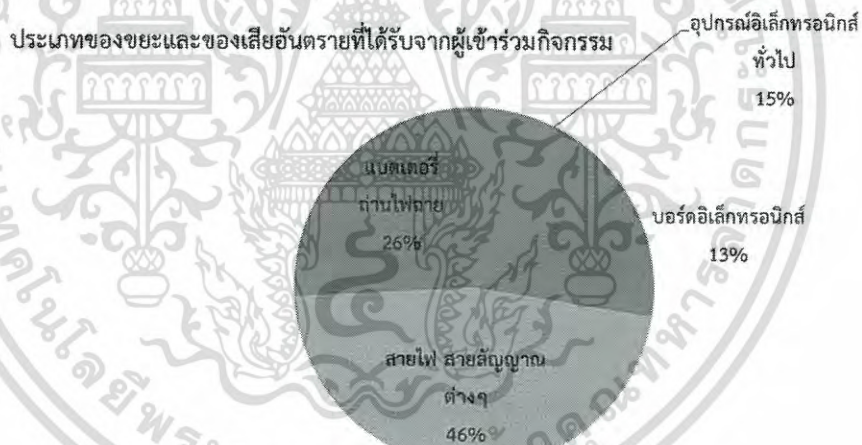 ประเภทของขยะและของเสียอันตรายที่ได้รับจากผู้เข้าร่วมกิจกรรม
อุปกรณ์อิเล็กทรอนิกส์
ทั่วไป
15%
แบตเตอรี่
ถ่านไฟฉาย
26%
บอร์ดอิเล็กทรอนิกส์
13%
สายไฟ สายสัญญาณ
ต่างๆ
46%